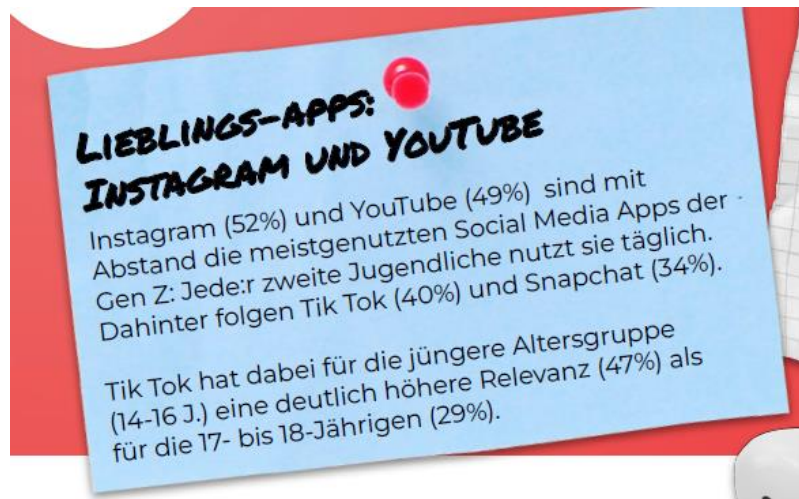 LIEBLINGS-APPS:
INSTAGRAM UND YOUTUBE
Instagram (52%) und YouTube (49%) sind mit
Abstand die meistgenutzten Social Media Apps der
Gen Z: Jede:r zweite Jugendliche nutzt sie täglich.
Dahinter folgen Tik Tok (40%) und Snapchat (34%).
Tik Tok hat dabei für die jüngere Altersgruppe
(14-16 J.) eine deutlich höhere Relevanz (47%) als
für die 17- bis 18-Jährigen (29%).